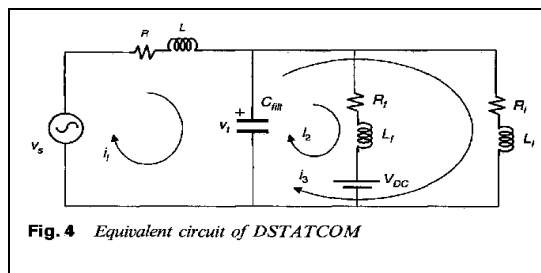 R L
+ C_filt
R_f
R_l
v_s
i_1
v_t
i_2
L_f
L_l
i_3
V_DC
Fig. 4 Equivalent circuit of DSTATCOM